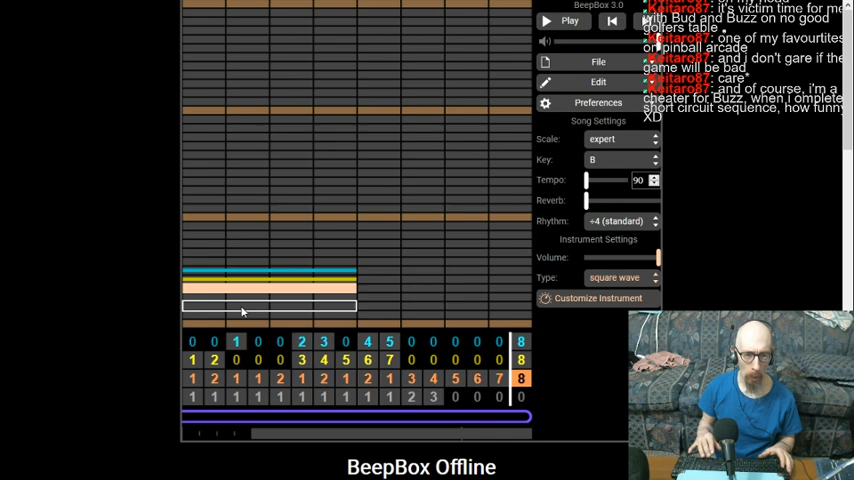 BeepBox 3.0
Play
File
Edit
Preferences
Song Settings
Scale: expert
Key: B
Tempo: 90
Reverb:
Rhythm: ÷4 (standard)
Instrument Settings
Volume:
Type: square wave
Customize Instrument
0 0 1 0 0 2 3 0 4 5 0 0 0 0 0 8
1 2 0 0 0 3 4 5 6 7 0 0 0 0 0 8
1 2 1 1 2 1 2 1 2 1 3 4 5 6 7 8
1 1 1 1 1 1 1 1 1 1 2 3 0 0 0 0
BeepBox Offline
Keitaro87: it's victim time for me
with Bud and Buzz on no good
golfers table *
Keitaro87: one of my favourtites
on pinball arcade
Keitaro87: and i don't gare if the
game will be bad
Keitaro87: care*
Keitaro87: and of course, i'm a
cheater for Buzz, when i omplete
short circuit sequence, how funny
XD